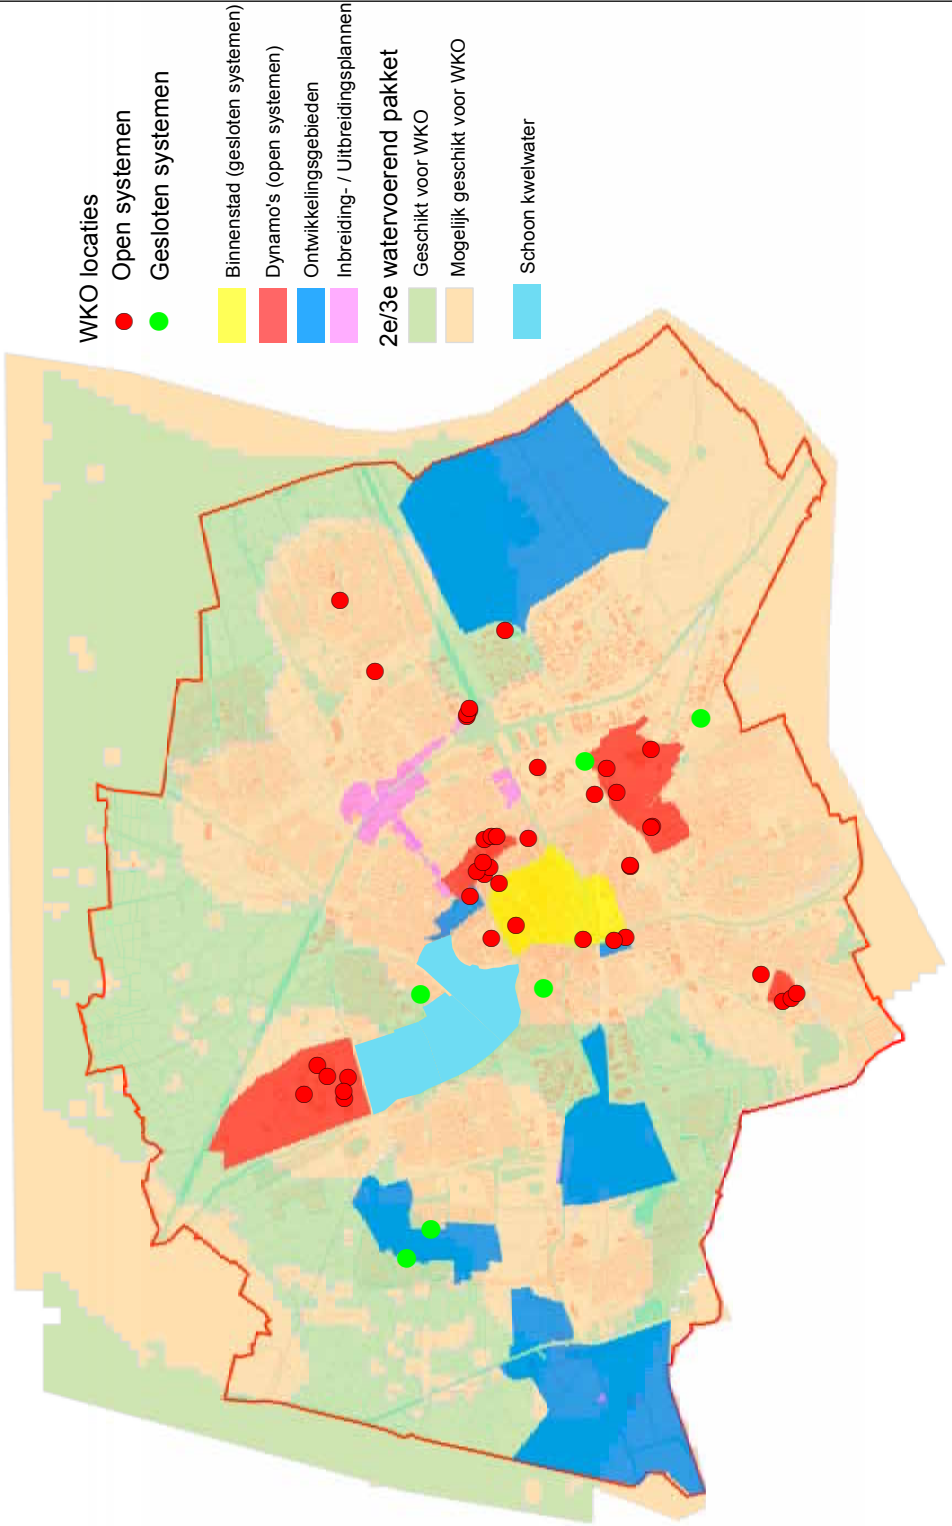 WKO locaties
Open systemen
Gesloten systemen
Binnenstad (gesloten systemen)
Dynamo's (open systemen)
Ontwikkelingsgebieden
Inbreiding- / Uitbreidingsplannen
2e/3e watervoerend pakket
Geschikt voor WKO
Mogelijk geschikt voor WKO
Schoon kwelwater